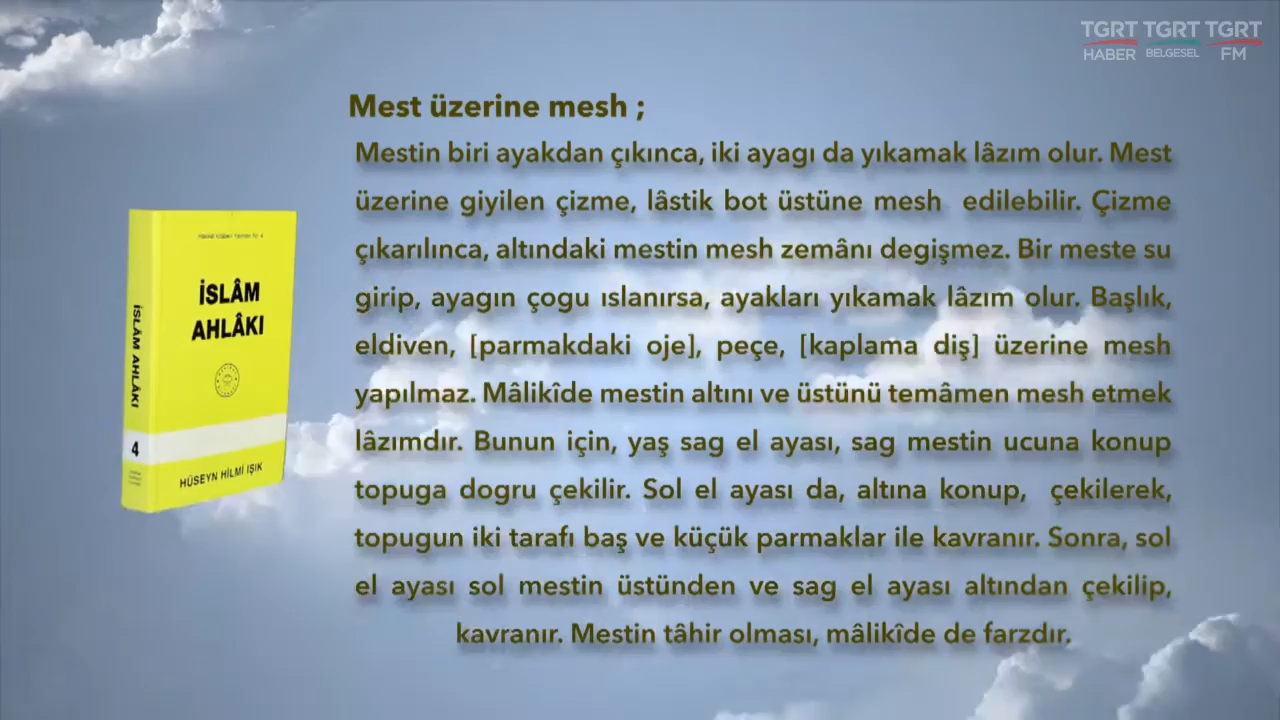 TGRT TGRT TGRT
HABER BELGESEL FM
Mest üzerine mesh ;
Mestin biri ayakdan çıkınca, iki ayagı da yıkamak lâzım olur. Mest
üzerine giyilen çizme, lâstik bot üstüne mesh edilebilir. Çizme
çıkarılınca, altındaki mestin mesh zemânı degişmez. Bir meste su
girip, ayagın çogu ıslanırsa, ayakları yıkamak lâzım olur. Başlık,
eldiven, [parmakdaki oje], peçe, [kaplama diş] üzerine mesh
yapılmaz. Mâlikîde mestin altını ve üstünü temâmen mesh etmek
lâzımdır. Bunun için, yaş sag el ayası, sag mestin ucuna konup
topuga dogru çekilir. Sol el ayası da, altına konup, çekilerek,
topugun iki tarafı baş ve küçük parmaklar ile kavranır. Sonra, sol
el ayası sol mestin üstünden ve sag el ayası altından çekilip,
kavranır. Mestin tâhir olması, mâlikîde de farzdır.
İSLÂM
AHLÂKI
HÜSEYN HİLMİ IŞIK
İSLÂM AHLÂKI
4